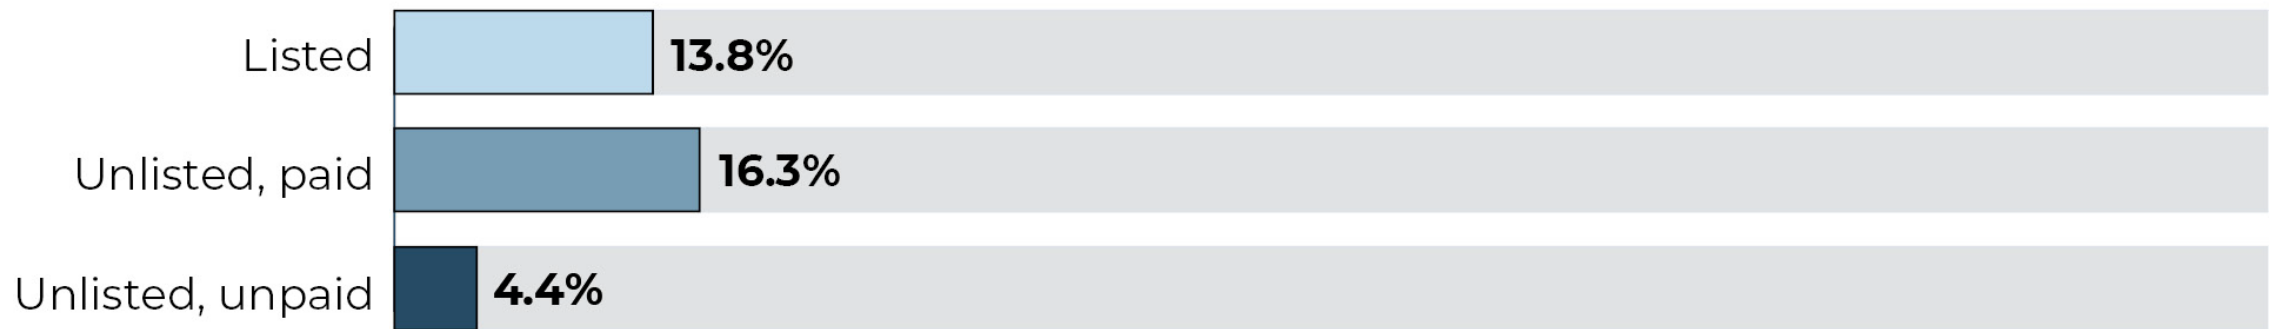 Listed 13.8%
Unlisted, paid 16.3%
Unlisted, unpaid 4.4%